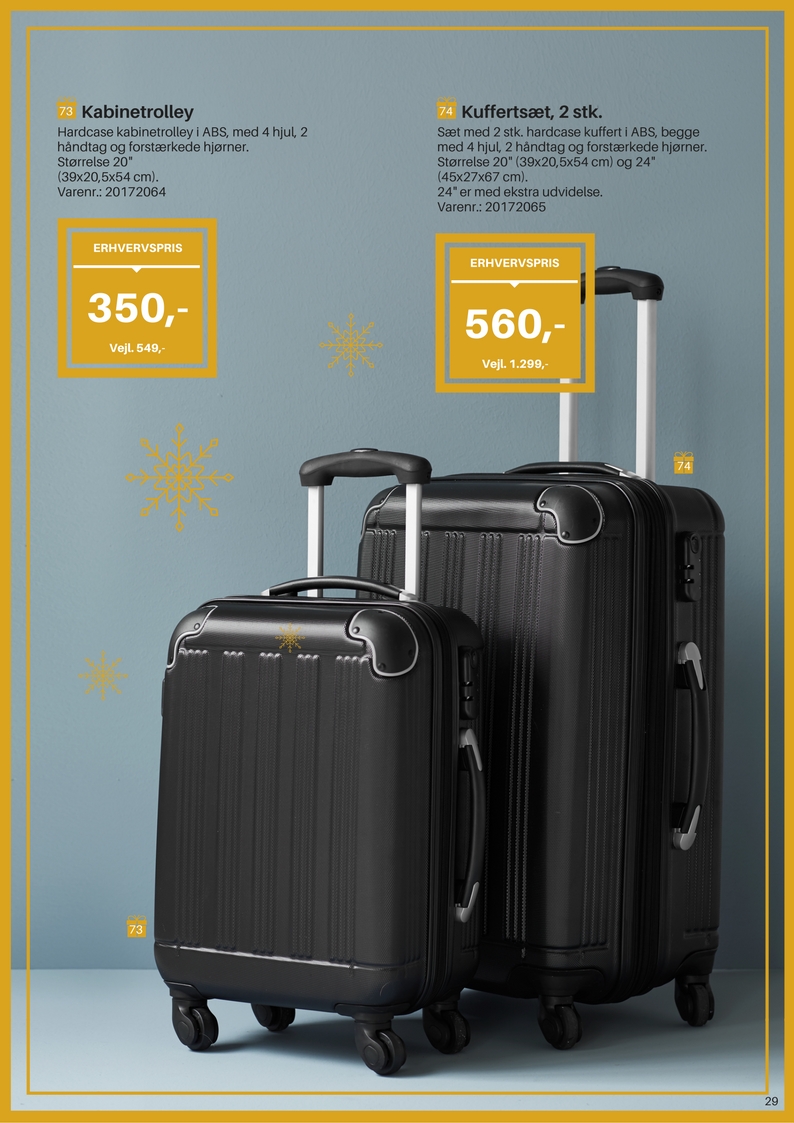 73 Kabinetrolley
Hardcase kabinetrolley i ABS, med 4 hjul, 2
håndtag og forstærkede hjørner.
Størrelse 20"
(39x20,5x54 cm).
Varenr.: 20172064
ERHVERVSPRIS
350,-
Vejl. 549,-
74 Kuffertsæt, 2 stk.
Sæt med 2 stk. hardcase kuffert i ABS, begge
med 4 hjul, 2 håndtag og forstærkede hjørner.
Størrelse 20" (39x20,5x54 cm) og 24"
(45x27x67 cm).
24" er med ekstra udvidelse.
Varenr.: 20172065
ERHVERVSPRIS
560,-
Vejl. 1.299,-
74
73
29